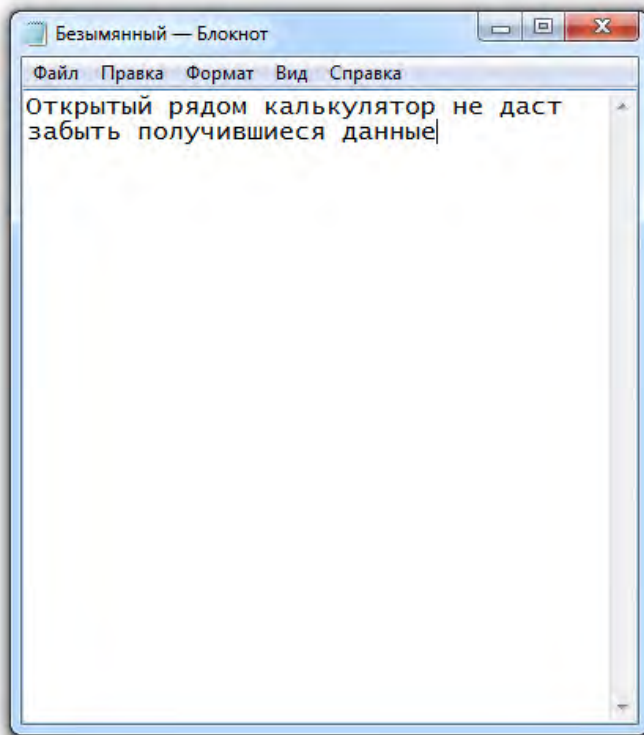 Безымянный — Блокнот
Файл Правка Формат Вид Справка
Открытый рядом калькулятор не даст
забыть получившиеся данные